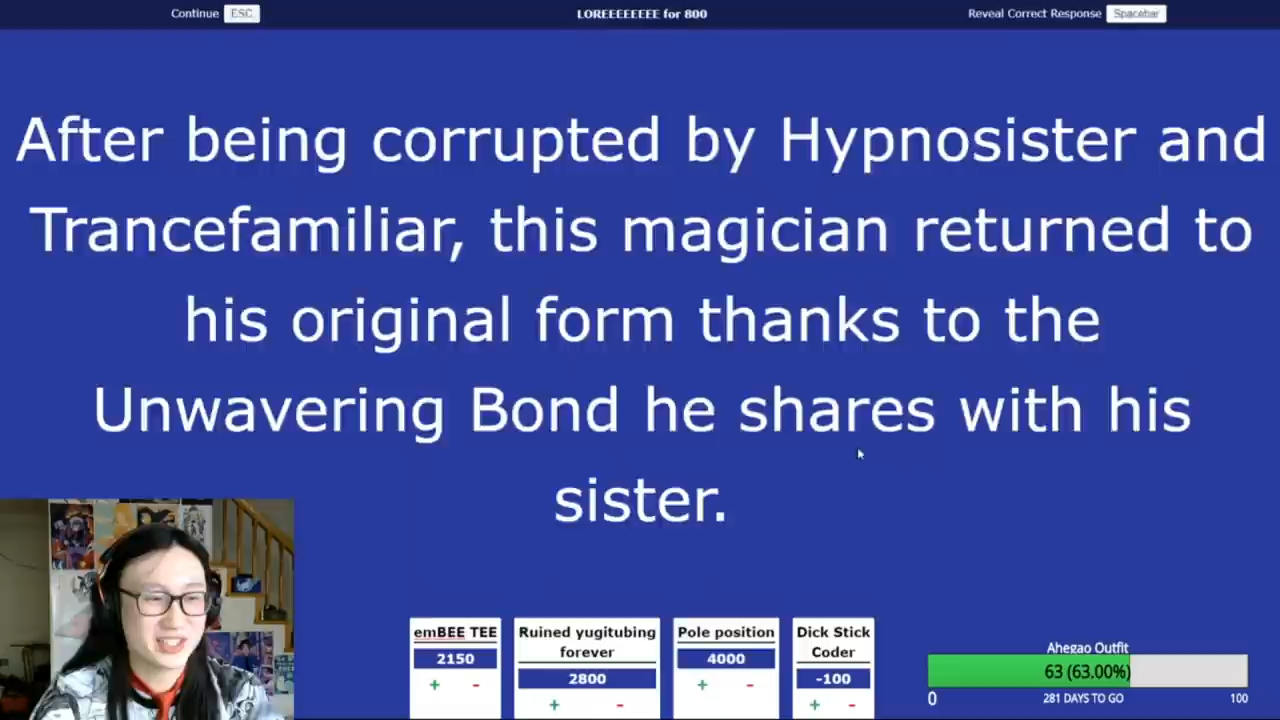 Continue ESC
LOREEEEEEEE for 800
Reveal Correct Response Spacebar
After being corrupted by Hypnosister and
Trancefamiliar, this magician returned to
his original form thanks to the
Unwavering Bond he shares with his
sister.
emBEE TEE
2150
+ -
Ruined yugitubing
forever
2800
+ -
Pole position
4000
+ -
Dick Stick
Coder
-100
+ -
Ahegao Outfit
63 (63.00%)
0 281 DAYS TO GO 100